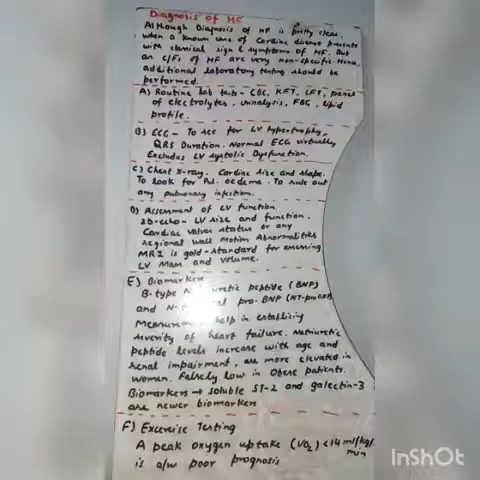 Diagnosis of HF
Although Diagnosis of HF is pretty clear
when a known case of Cardiac disease presents
with classical sign & symptoms of HF. But
as C/Fs of HF are very non-specific. Hence
additional laboratory testing should be
performed.
A) Routine lab tests - CBC, KFT, LFT, panel
of electrolytes, urinalysis, FBG, lipid
profile.
B) ECG - To see for LV hypertrophy,
QRS Duration. Normal ECG virtually
Excludes LV systolic Dysfunction.
C) Chest X-ray. Cardiac size and shape.
To look for Pul. oedema. To rule out
any pulmonary infection.
D) Assessment of LV function.
2D-echo - LV size and function.
Cardiac valves status or any
regional wall Motion Abnormalities
MRI is gold-standard for assessing
LV Mass and volume.
E) Biomarkers
B-type peptide (BNP)
and pro-BNP
Measurement help in establishing
severity of heart failure. Natriuretic
peptide levels increase with age and
renal impairment, are more elevated in
women. Falsely low in Obese patients.
Biomarkers → soluble ST-2 and galectin-3
are newer biomarkers
F) Excercise Testing
A peak oxygen uptake (VO2) <14 ml/kg/
min
is a/w poor prognosis
InShOt